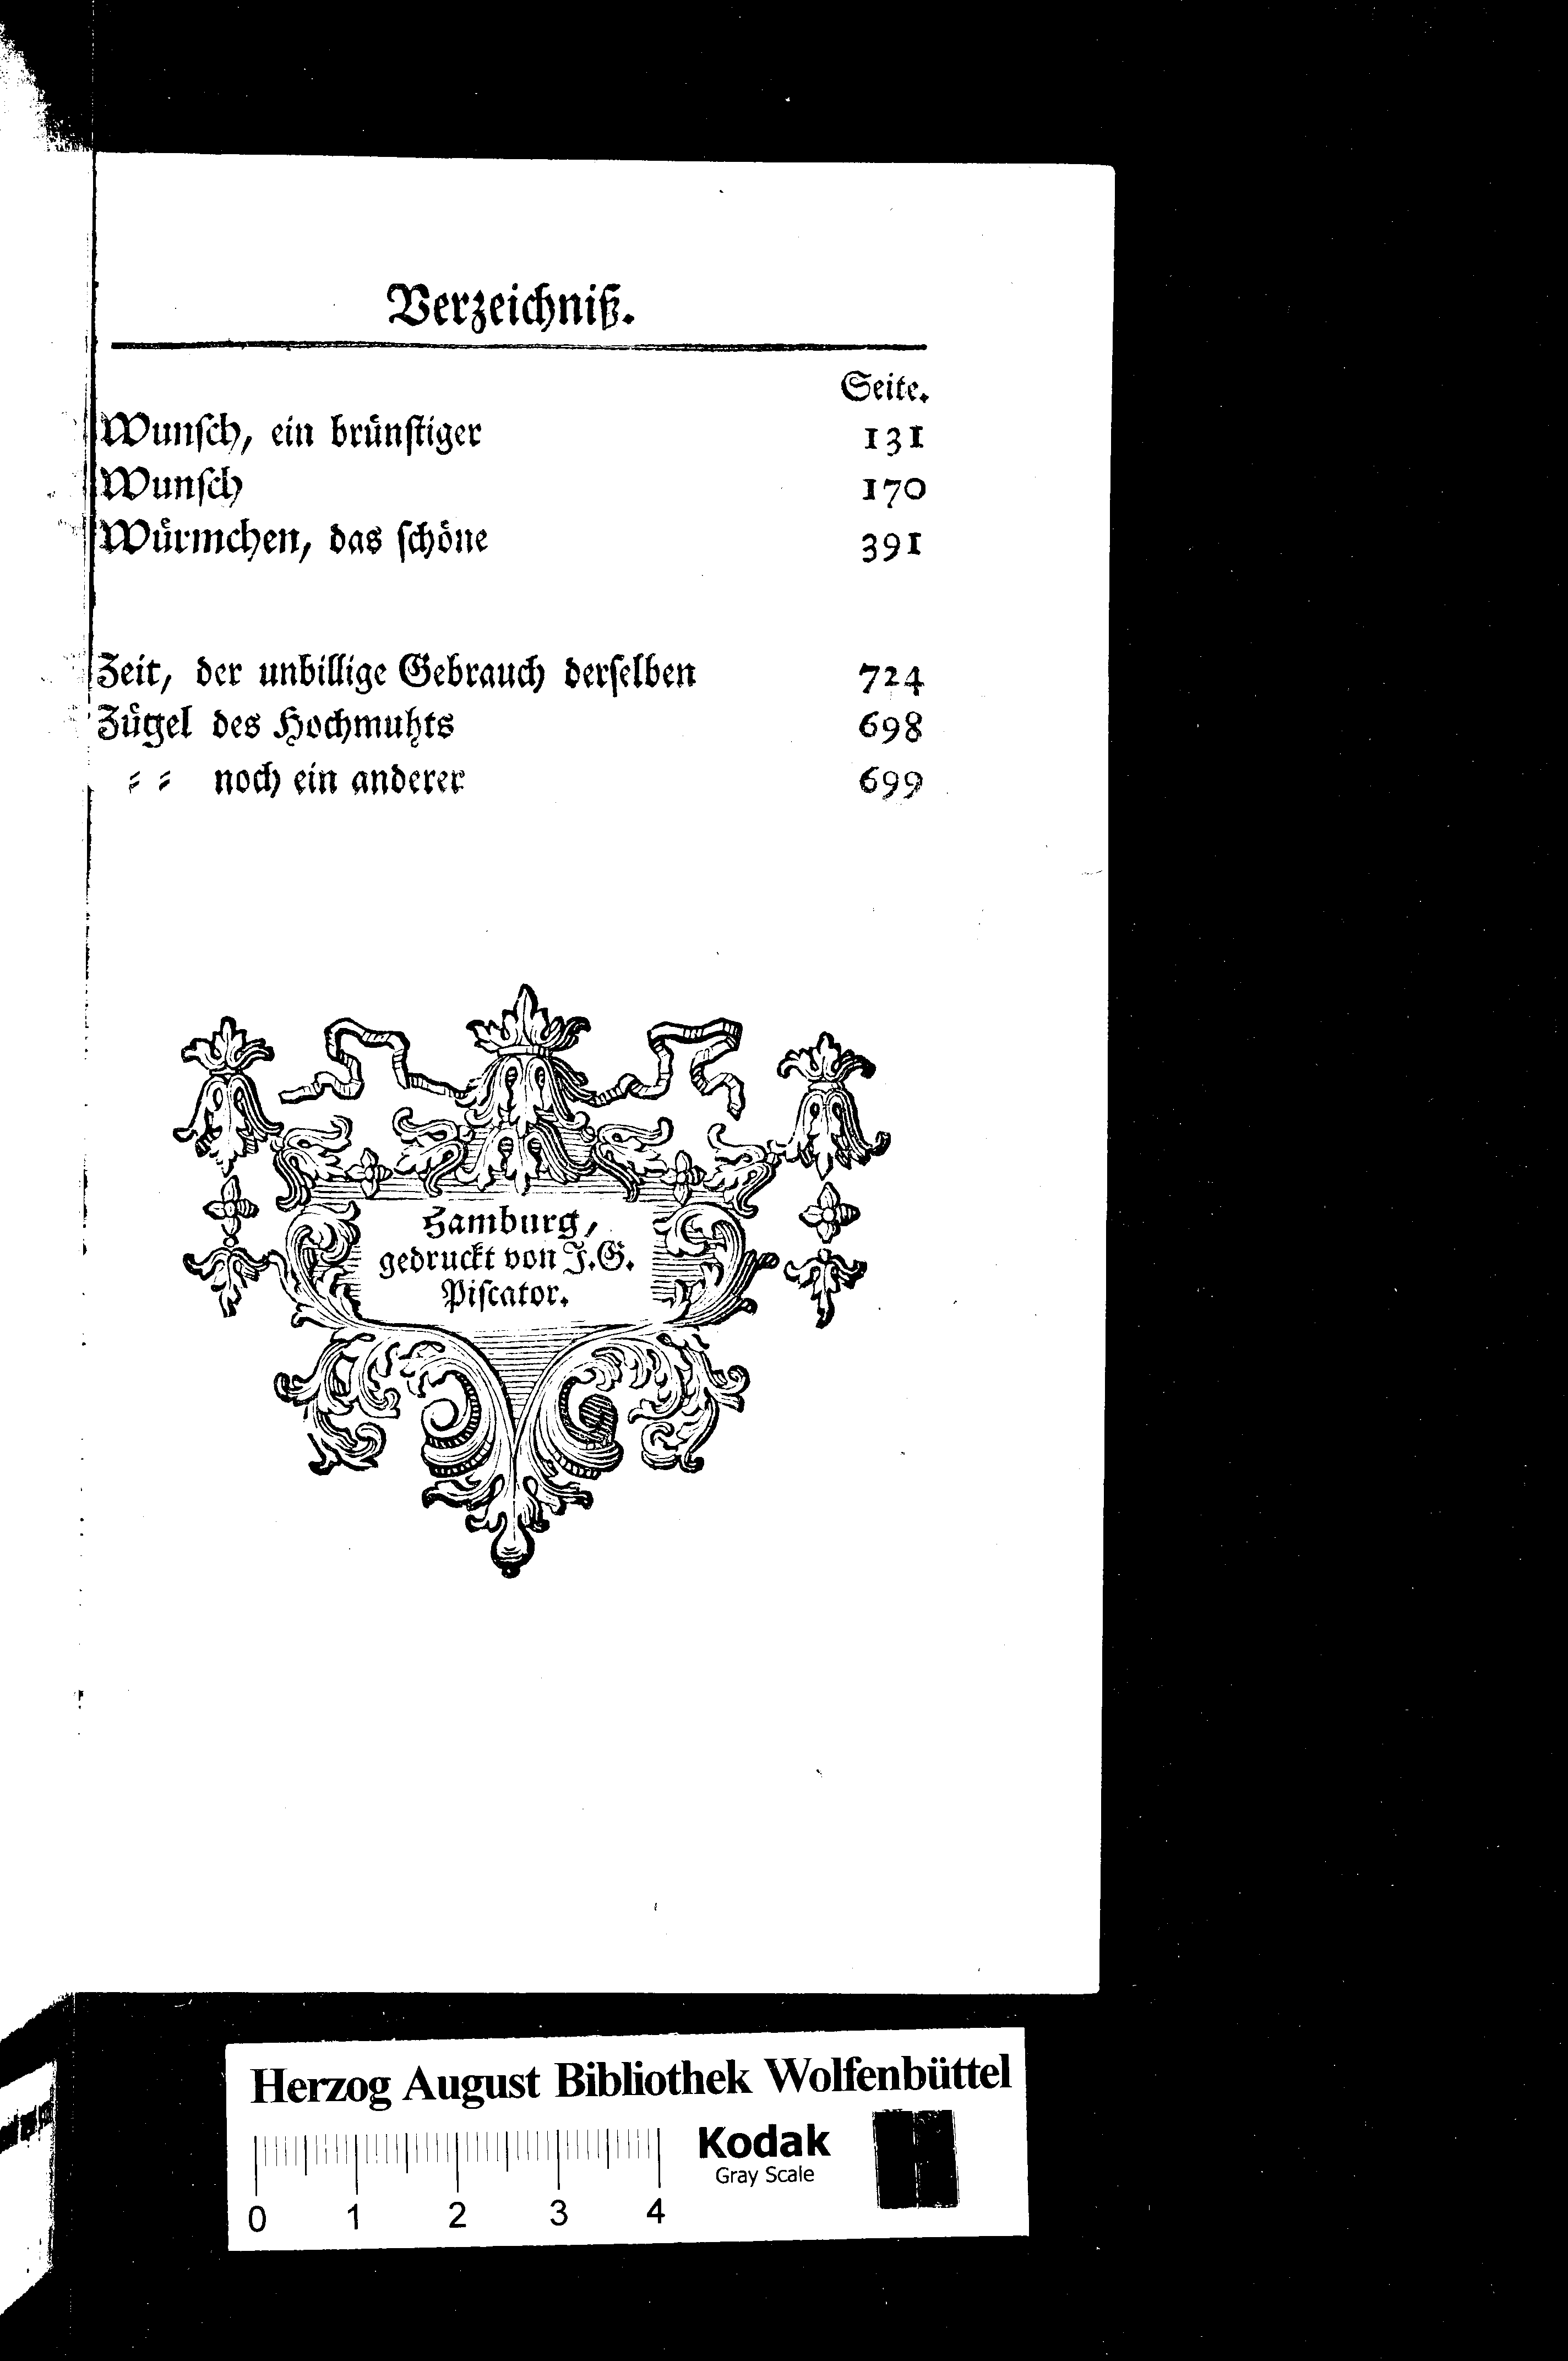 Verzeichniß.
Seite.
Wunſch, ein brünſtiger 131
Wunſch 170
Würmchen, das ſchöne 391
Zeit, der unbillige Gebrauch derſelben 724
Zügel des Hochmuhts 698
⸗ ⸗ noch ein anderer 699
Hamburg,
gedruckt von J.G.
Piſcator.
Herzog August Bibliothek Wolfenbüttel
Kodak
Gray Scale
0 1 2 3 4